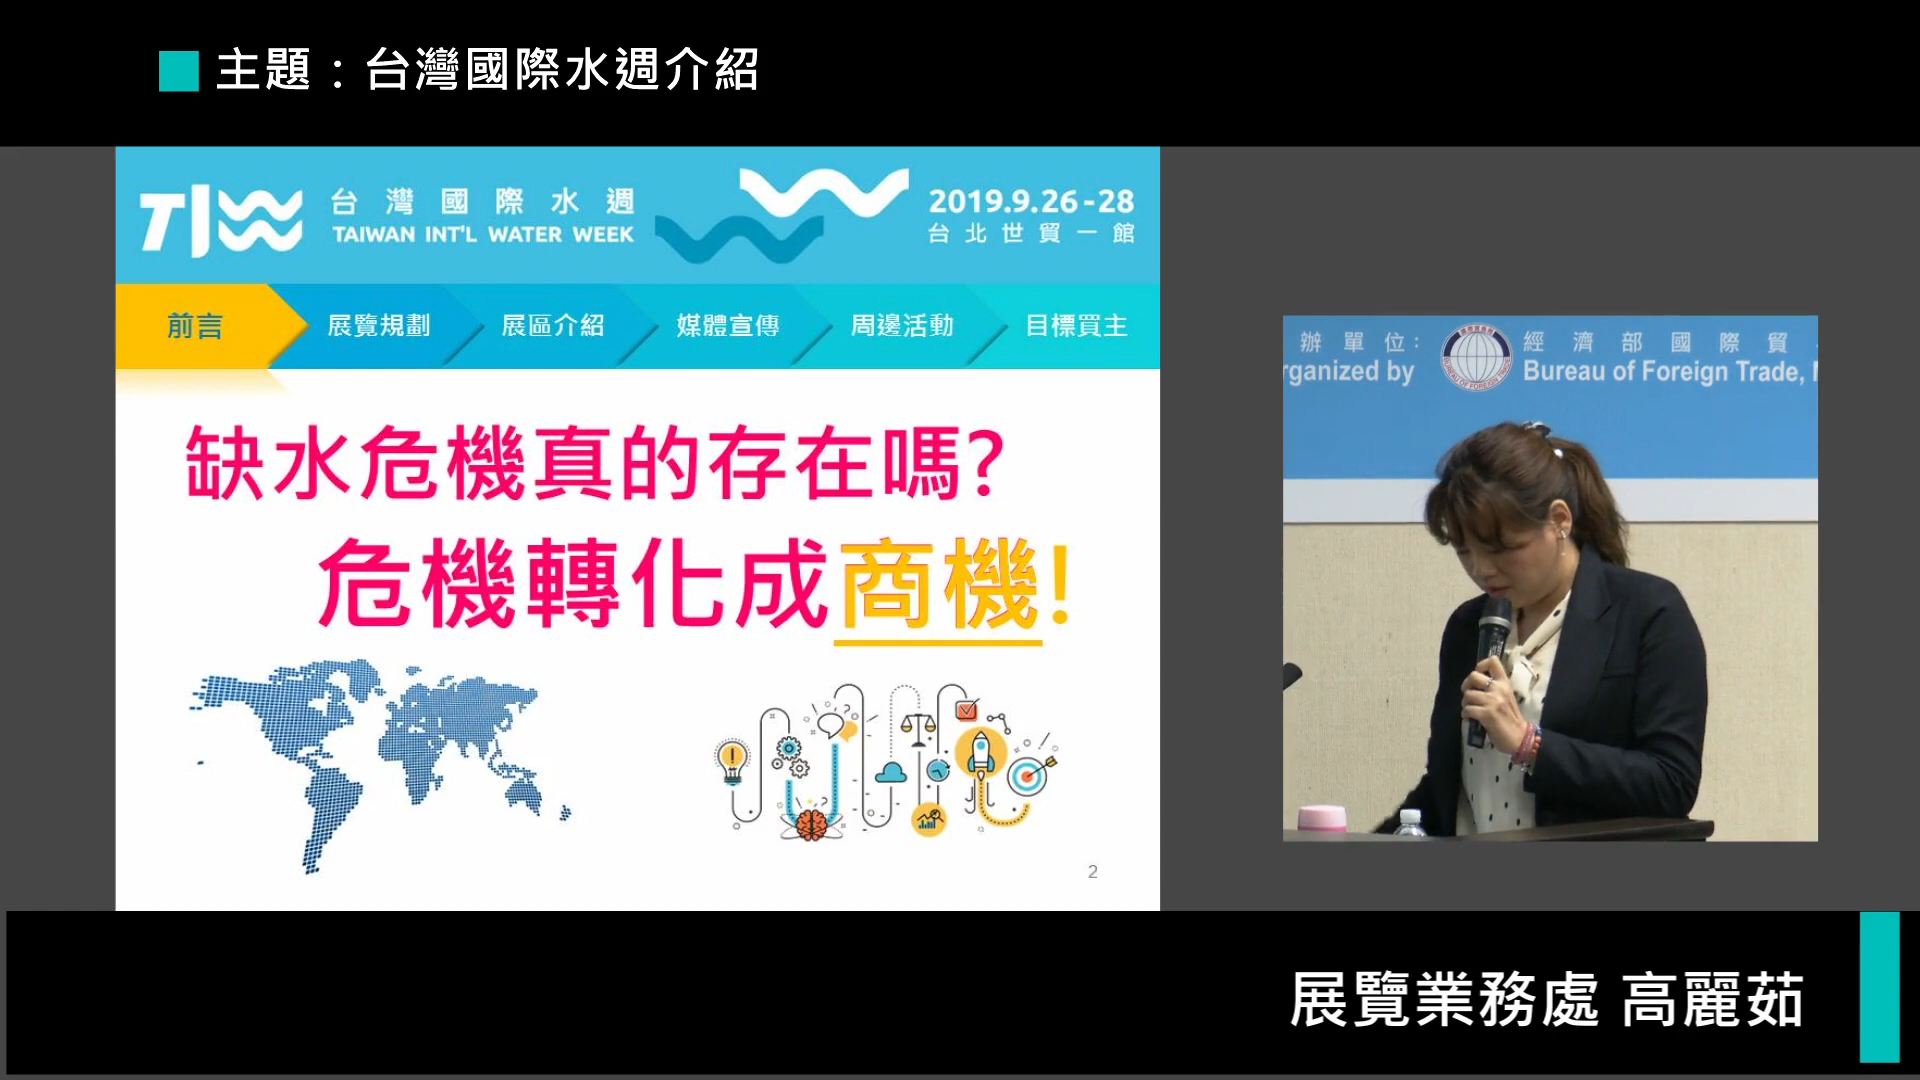 主題：台灣國際水週介紹
TIWW
台灣國際水週
TAIWAN INT'L WATER WEEK
2019.9.26-28
台北世貿一館
前言
展覽規劃
展區介紹
媒體宣傳
周邊活動
目標買主
缺水危機真的存在嗎?
危機轉化成商機!
2
辦單位：
經濟部國際貿
rganized by
Bureau of Foreign Trade,
展覽業務處 高麗茹